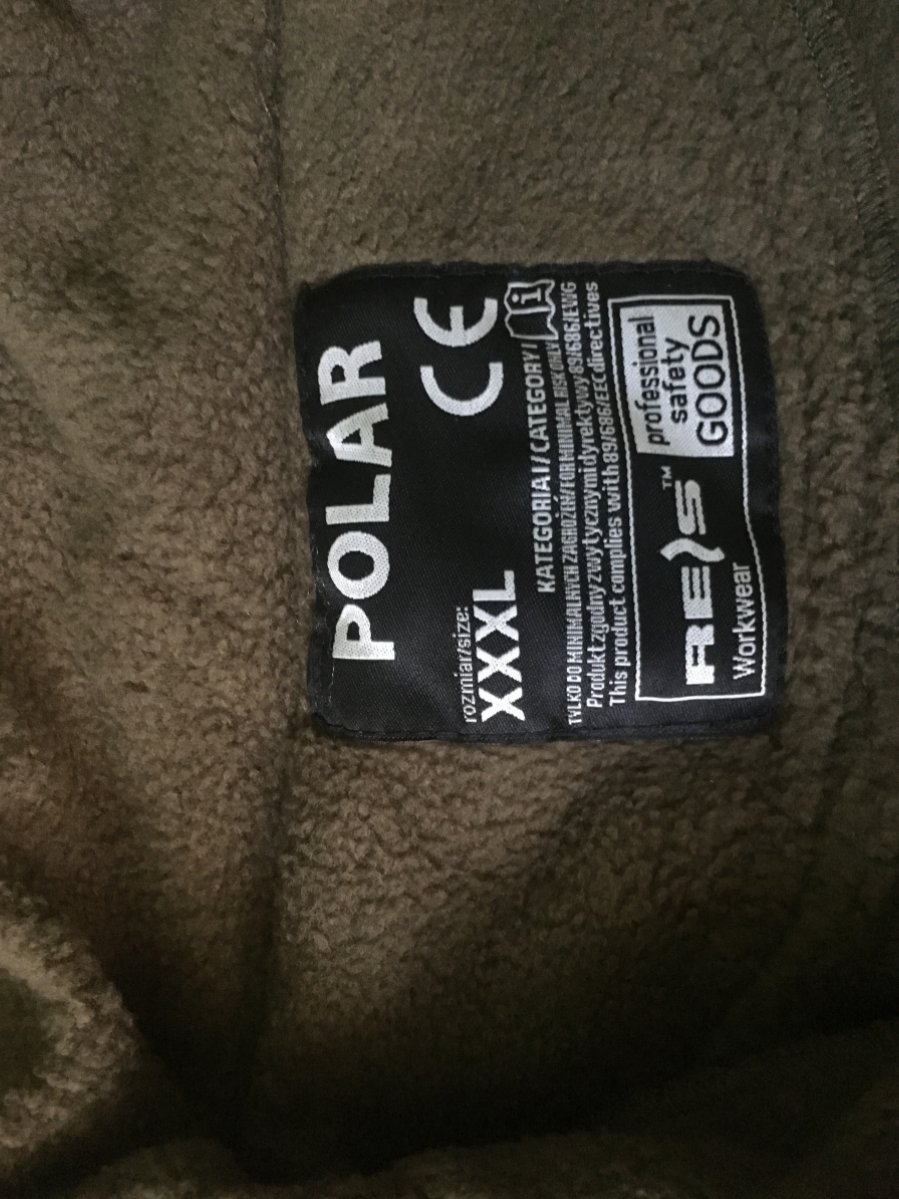 POLAR
rozmiar/size:
XXXL
CE
KATEGORIA I / CATEGORY I
i
TYLKO DO MINIMALNYCH ZAGROŻEŃ/FOR MINIMAL RISK ONLY
Produkt zgodny z wytycznymi dyrektywy 89/686/EWG
This product complies with 89/686/EEC directives
REIS™
Workwear
professional
safety
GOODS